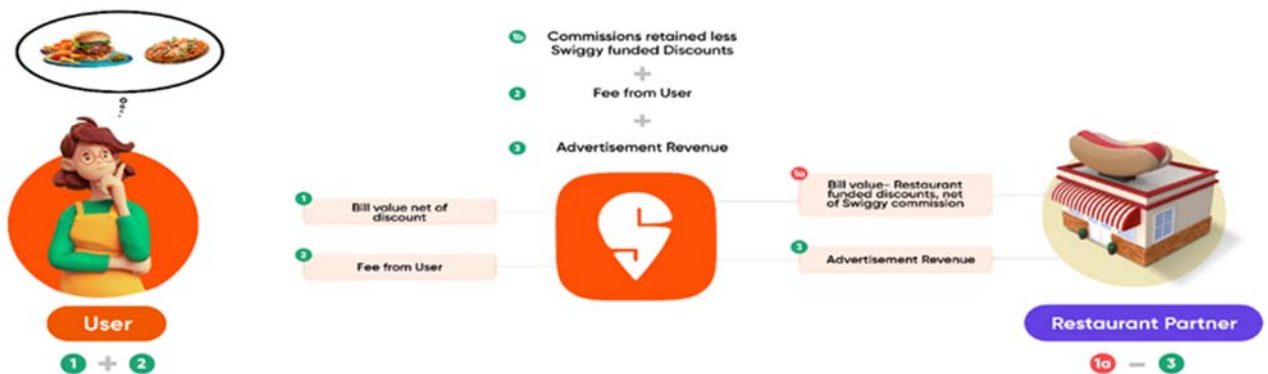 1b Commissions retained less
Swiggy funded Discounts
+
2 Fee from User
+
3 Advertisement Revenue
1 Bill value net of
discount
2 Fee from User
1a Bill value- Restaurant
funded discounts, net
of Swiggy commission
3 Advertisement Revenue
User
1 + 2
Restaurant Partner
1a - 3